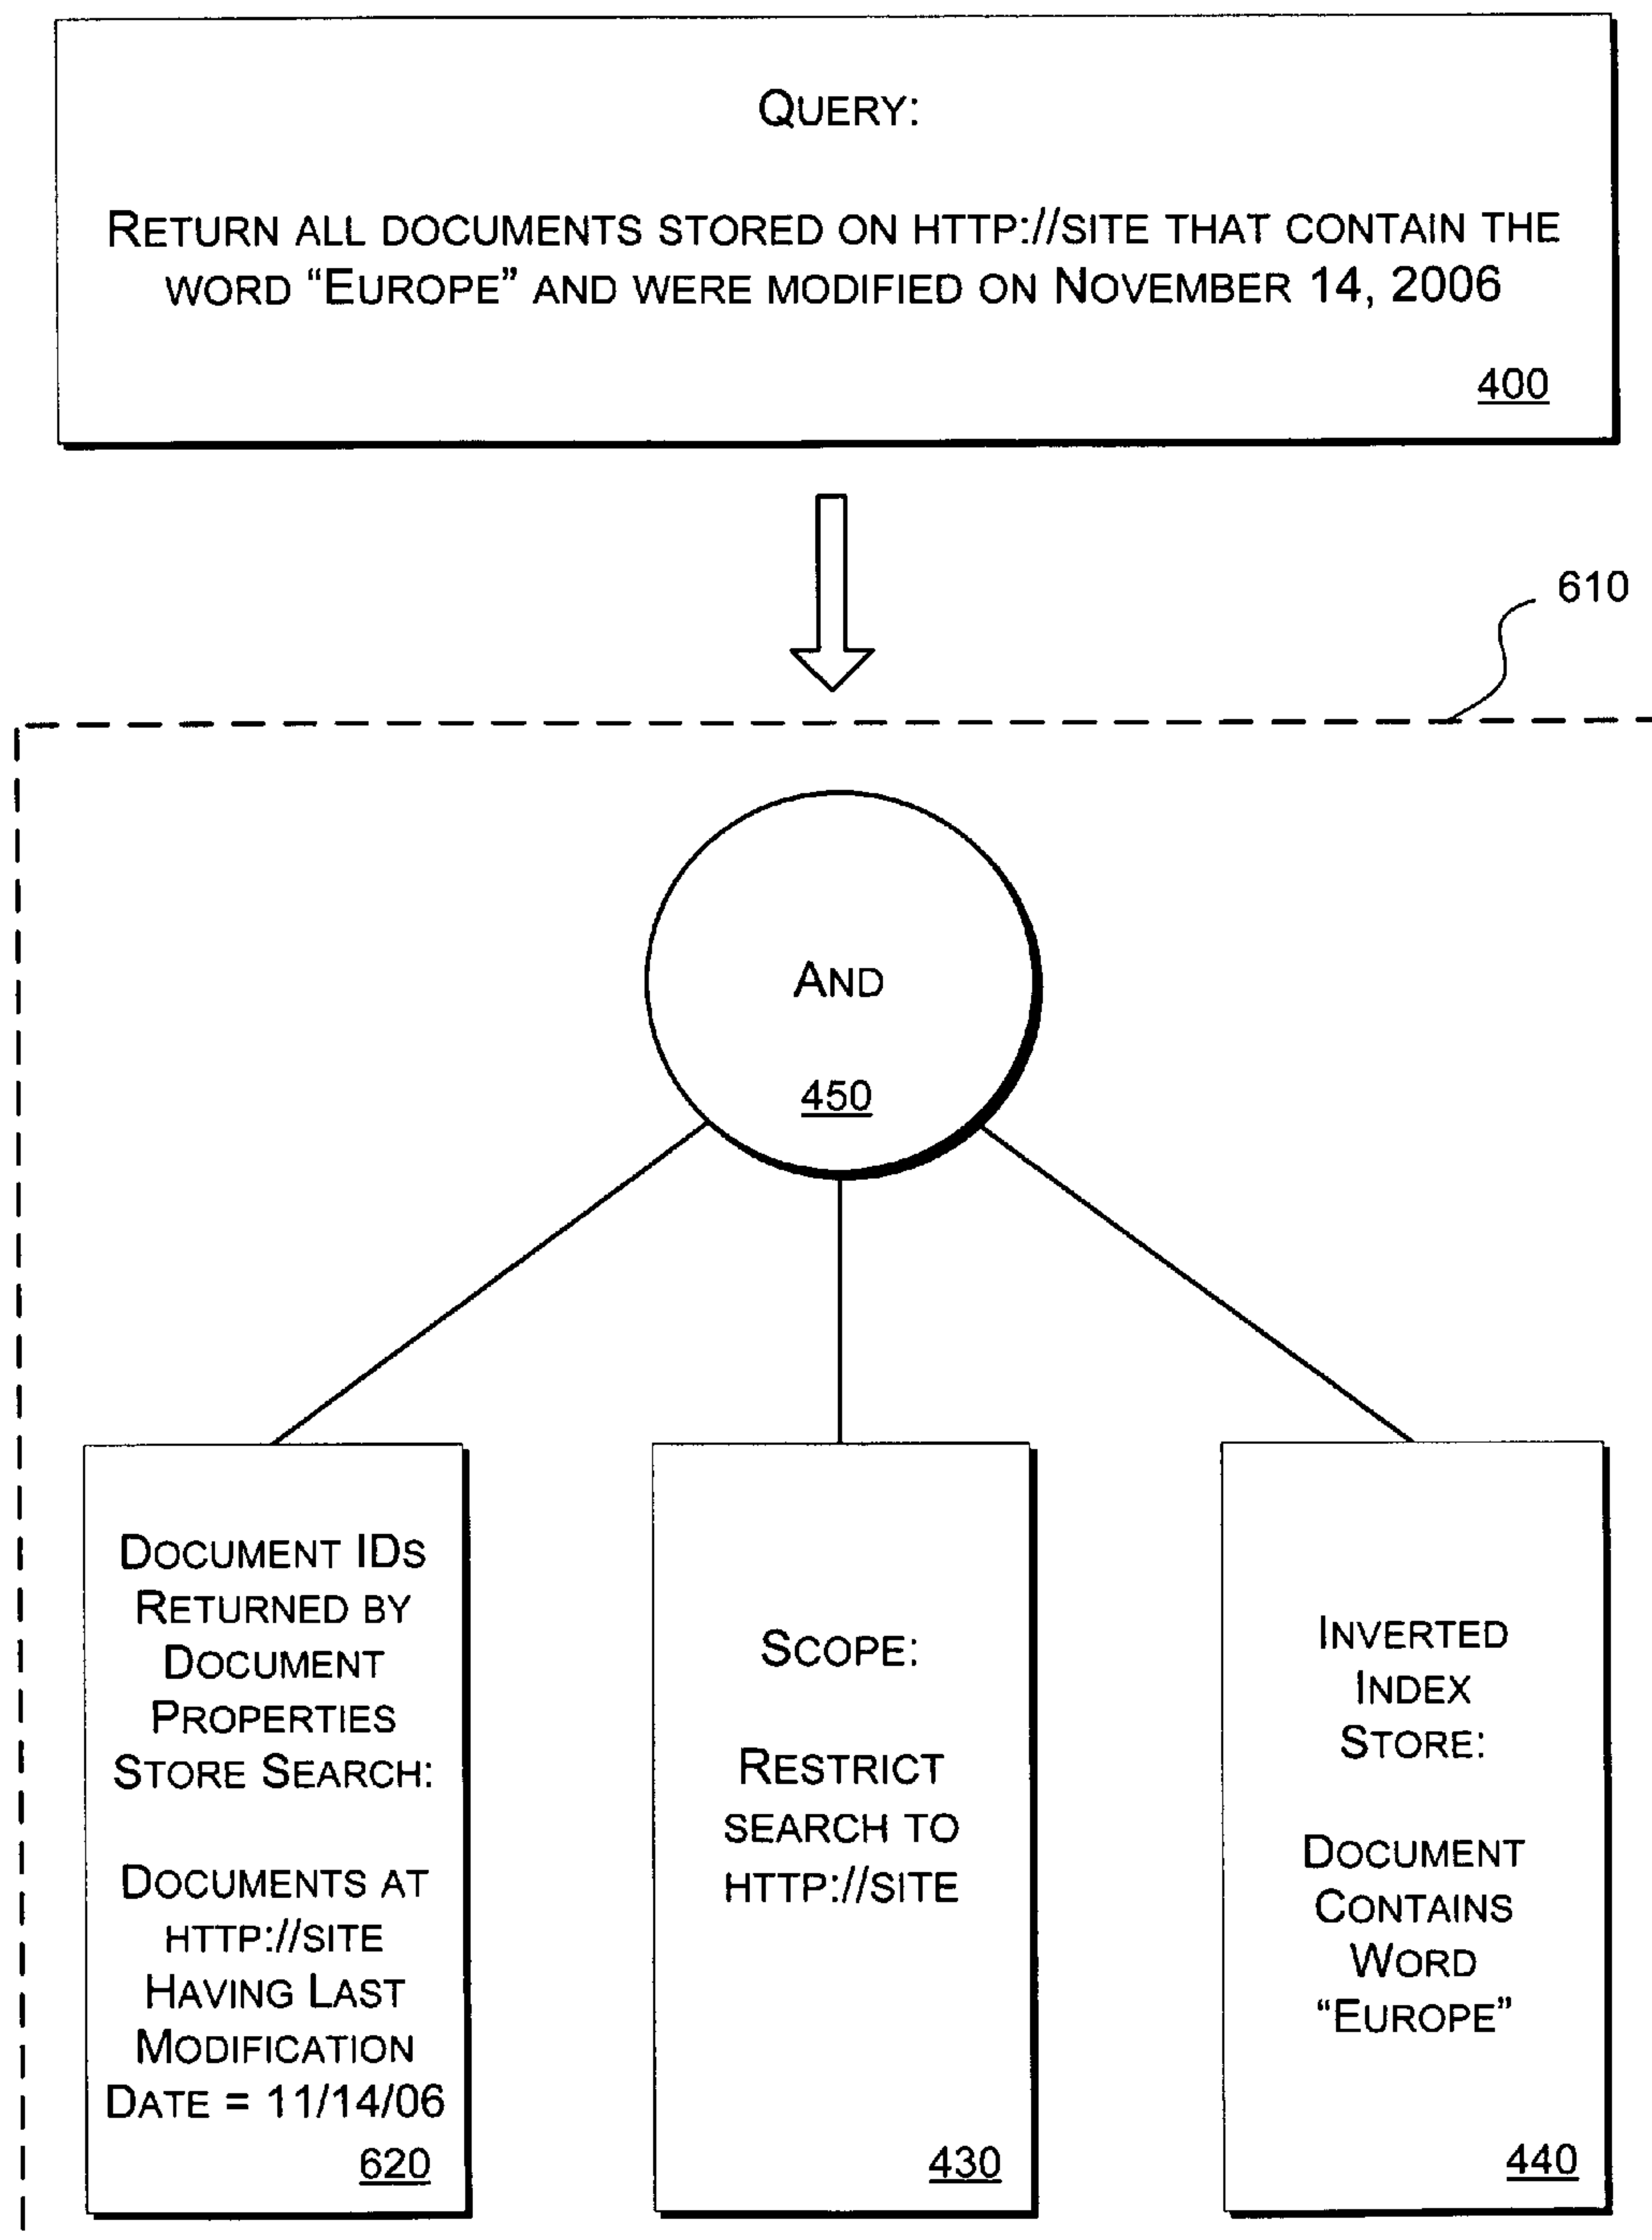 QUERY:
RETURN ALL DOCUMENTS STORED ON HTTP://SITE THAT CONTAIN THE
WORD “EUROPE” AND WERE MODIFIED ON NOVEMBER 14, 2006
400
610
AND
450
DOCUMENT IDS
RETURNED BY
DOCUMENT
PROPERTIES
STORE SEARCH:
DOCUMENTS AT
HTTP://SITE
HAVING LAST
MODIFICATION
DATE = 11/14/06
620
SCOPE:
RESTRICT
SEARCH TO
HTTP://SITE
430
INVERTED
INDEX
STORE:
DOCUMENT
CONTAINS
WORD
“EUROPE”
440